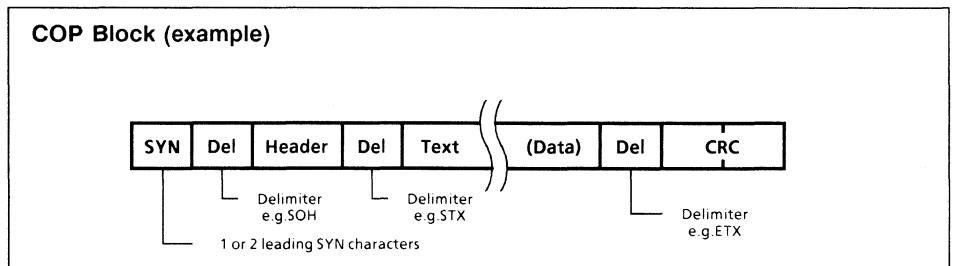 COP Block (example)
SYN Del Header Del Text (Data) Del CRC
Delimiter
e.g.SOH
Delimiter
e.g.STX
Delimiter
e.g.ETX
1 or 2 leading SYN characters